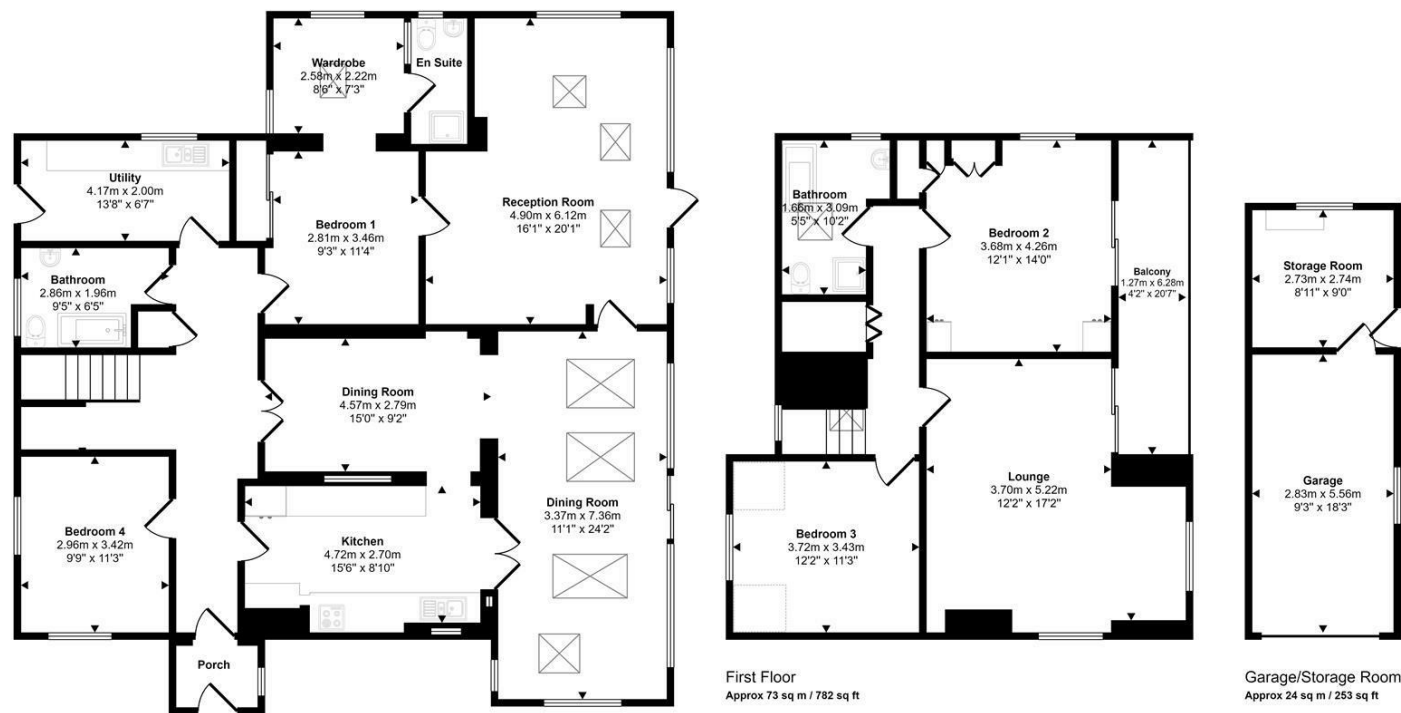 Wardrobe
2.58m x 2.22m
8'6" x 7'3"
En Suite
Utility
4.17m x 2.00m
13'8" x 6'7"
Bedroom 1
2.81m x 3.46m
9'3" x 11'4"
Reception Room
4.90m x 6.12m
16'1" x 20'1"
Bathroom
2.86m x 1.96m
9'5" x 6'5"
Dining Room
4.57m x 2.79m
15'0" x 9'2"
Dining Room
3.37m x 7.36m
11'1" x 24'2"
Kitchen
4.72m x 2.70m
15'6" x 8'10"
Bedroom 4
2.96m x 3.42m
9'9" x 11'3"
Porch
Bathroom
1.66m x 3.09m
5'5" x 10'2"
Bedroom 2
3.68m x 4.26m
12'1" x 14'0"
Balcony
1.27m x 6.28m
4'2" x 20'7"
Lounge
3.70m x 5.22m
12'2" x 17'2"
Bedroom 3
3.72m x 3.43m
12'2" x 11'3"
First Floor
Approx 73 sq m / 782 sq ft
Storage Room
2.73m x 2.74m
8'11" x 9'0"
Garage
2.83m x 5.56m
9'3" x 18'3"
Garage/Storage Room
Approx 24 sq m / 253 sq ft